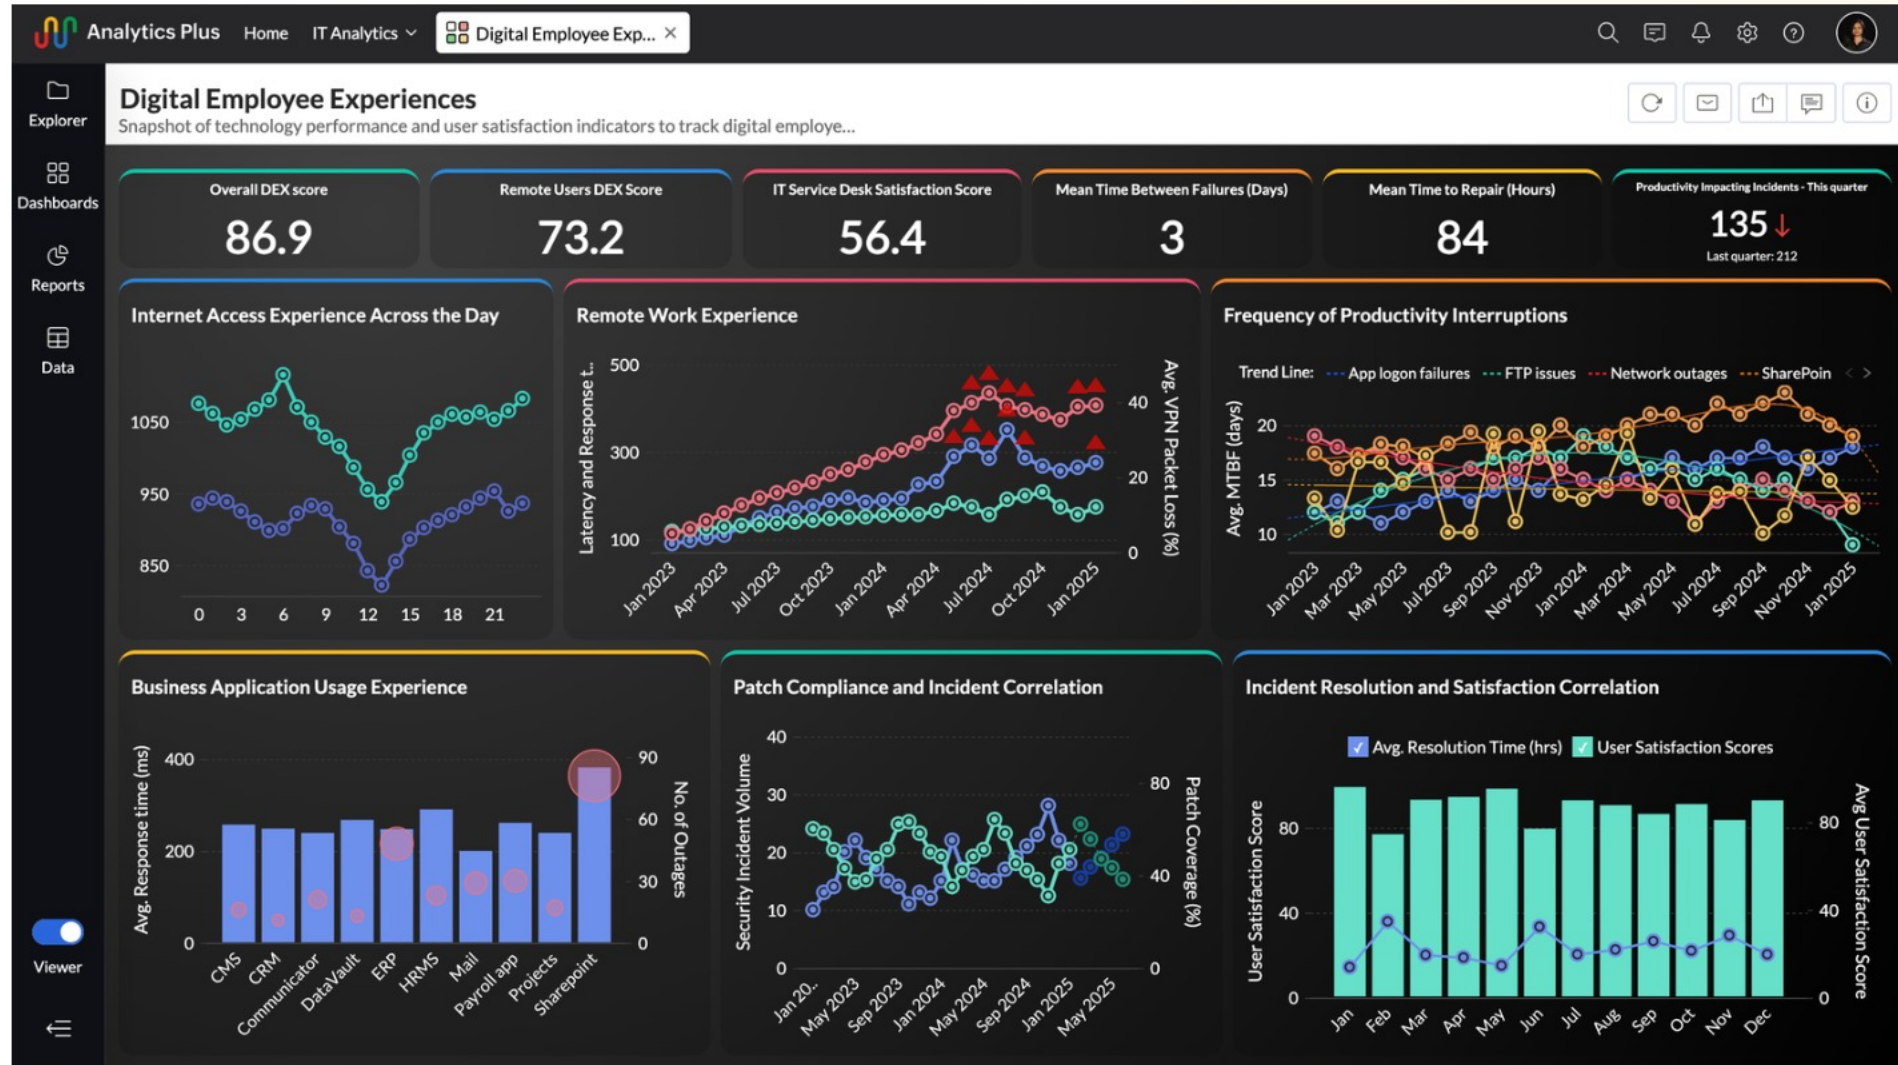 Analytics Plus Home IT Analytics Digital Employee Exp...
Explorer
Dashboards
Reports
Data
Viewer
Digital Employee Experiences
Snapshot of technology performance and user satisfaction indicators to track digital employe...
Overall DEX score
86.9
Remote Users DEX Score
73.2
IT Service Desk Satisfaction Score
56.4
Mean Time Between Failures (Days)
3
Mean Time to Repair (Hours)
84
Productivity Impacting Incidents - This quarter
135
Last quarter: 212
Internet Access Experience Across the Day
1050
950
850
0 3 6 9 12 15 18 21
Remote Work Experience
Latency and Response t..
500
300
100
Avg. VPN Packet Loss (%)
40
20
0
Jan 2023 Apr 2023 Jul 2023 Oct 2023 Jan 2024 Apr 2024 Jul 2024 Oct 2024 Jan 2025
Frequency of Productivity Interruptions
Trend Line: App logon failures FTP issues Network outages SharePoin
Avg. MTBF (days)
20
15
10
Jan 2023 Mar 2023 May 2023 Jul 2023 Sep 2023 Nov 2023 Jan 2024 Mar 2024 May 2024 Jul 2024 Sep 2024 Nov 2024 Jan 2025
Business Application Usage Experience
Avg. Response time (ms)
400
200
0
No. of Outages
90
60
30
0
CMS CRM Communicator DataVault ERP HRMS Mail Payroll app Projects Sharepoint
Patch Compliance and Incident Correlation
Security Incident Volume
40
30
20
10
0
Patch Coverage (%)
80
40
0
Jan 20.. May 2023 Sep 2023 Jan 2024 May 2024 Sep 2024 Jan 2025 May 2025
Incident Resolution and Satisfaction Correlation
Avg. Resolution Time (hrs) User Satisfaction Scores
User Satisfaction Score
80
40
0
Avg User Satisfaction Score
80
40
0
Jan Feb Mar Apr May Jun Jul Aug Sep Oct Nov Dec